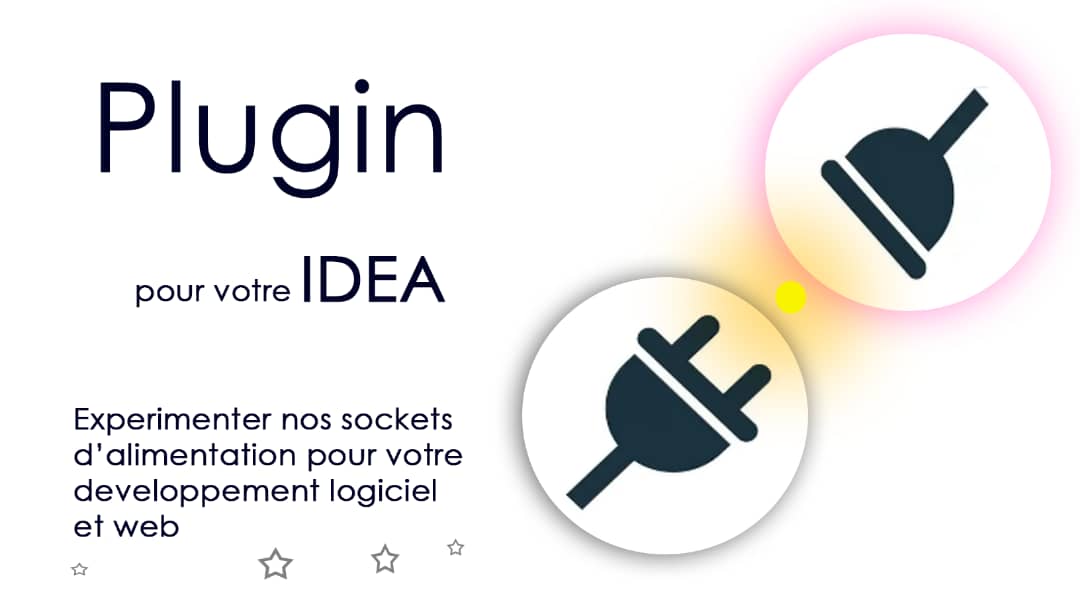 Plugin
pour votre IDEA
Experimenter nos sockets
d’alimentation pour votre
developpement logiciel
et web